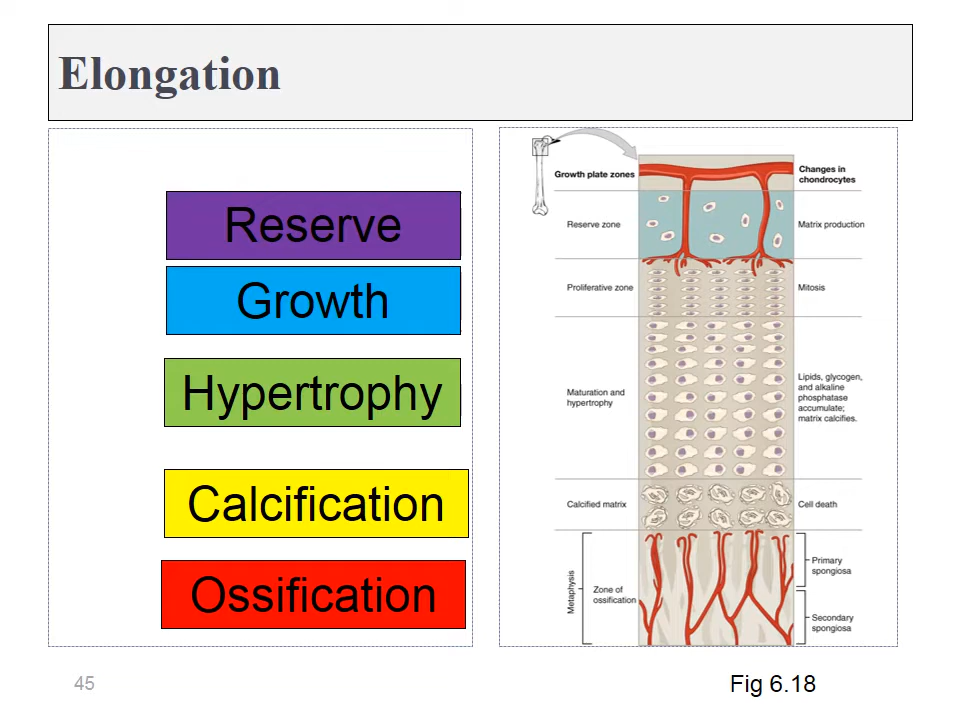 Elongation
Reserve
Growth
Hypertrophy
Calcification
Ossification
Growth plate zones
Changes in
chondrocytes
Reserve zone
Matrix production
Proliferative zone
Mitosis
Maturation and
hypertrophy
Lipids, glycogen,
and alkaline
phosphatase
accumulate;
matrix calcifies.
Calcified matrix
Cell death
Metaphysis
Zone of
ossification
Primary
spongiosa
Secondary
spongiosa
45
Fig 6.18